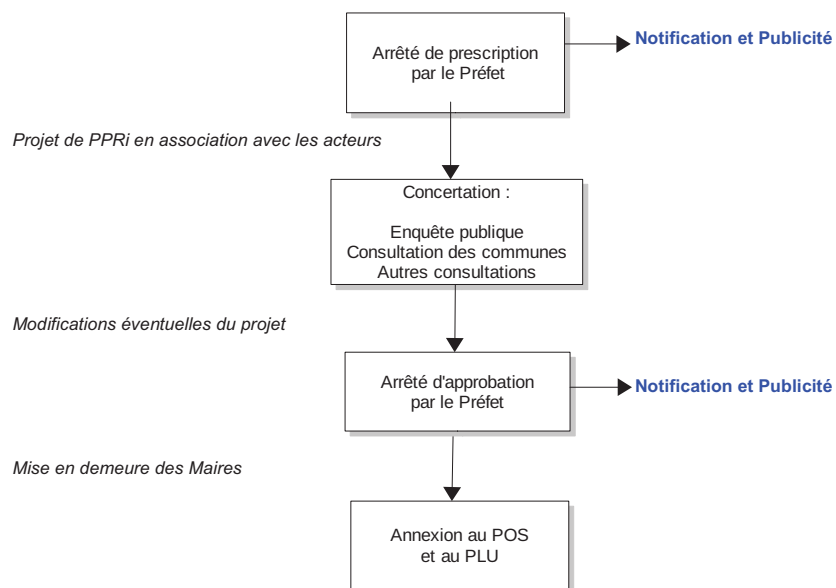 Arrêté de prescription
par le Préfet
Notification et Publicité
Projet de PPRi en association avec les acteurs
Concertation :
Enquête publique
Consultation des communes
Autres consultations
Modifications éventuelles du projet
Arrêté d'approbation
par le Préfet
Notification et Publicité
Mise en demeure des Maires
Annexion au POS
et au PLU